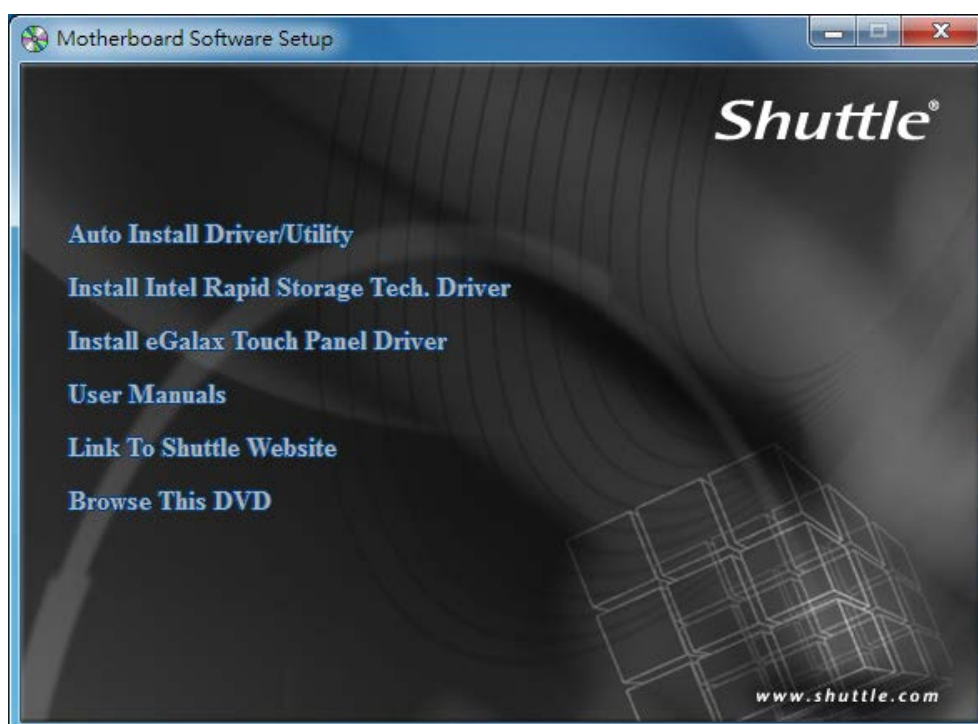 Motherboard Software Setup
Shuttle®
Auto Install Driver/Utility
Install Intel Rapid Storage Tech. Driver
Install eGalax Touch Panel Driver
User Manuals
Link To Shuttle Website
Browse This DVD
www.shuttle.com